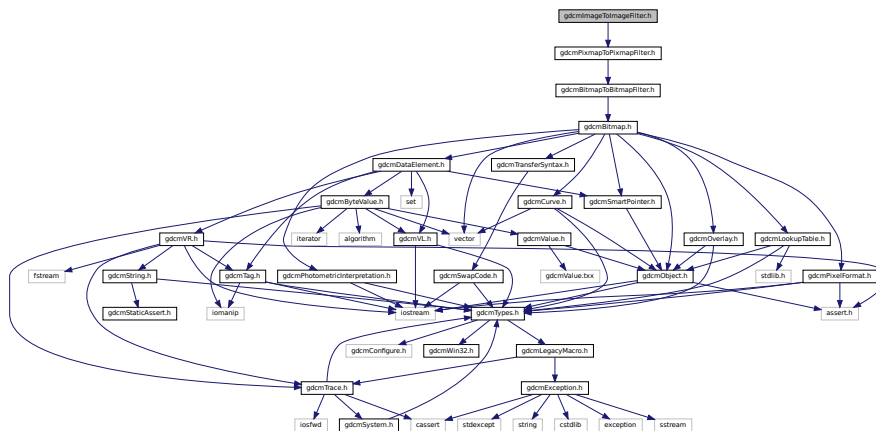 gdcmImageToImageFilter.h
gdcmPixmapToPixmapFilter.h
gdcmBitmapToBitmapFilter.h
gdcmBitmap.h
gdcmDataElement.h
gdcmTransferSyntax.h
gdcmByteValue.h
set
gdcmCurve.h
gdcmSmartPointer.h
gdcmVR.h
iterator
algorithm
gdcmVL.h
vector
gdcmValue.h
gdcmOverlay.h
gdcmLookupTable.h
fstream
gdcmString.h
gdcmTag.h
gdcmPhotometricInterpretation.h
gdcmSwapCode.h
gdcmValue.txx
gdcmObject.h
stdlib.h
gdcmPixelFormat.h
gdcmStaticAssert.h
iomanip
iostream
gdcmTypes.h
assert.h
gdcmConfigure.h
gdcmWin32.h
gdcmLegacyMacro.h
gdcmTrace.h
gdcmException.h
iosfwd
gdcmSystem.h
cassert
stdexcept
string
cstdlib
exception
sstream